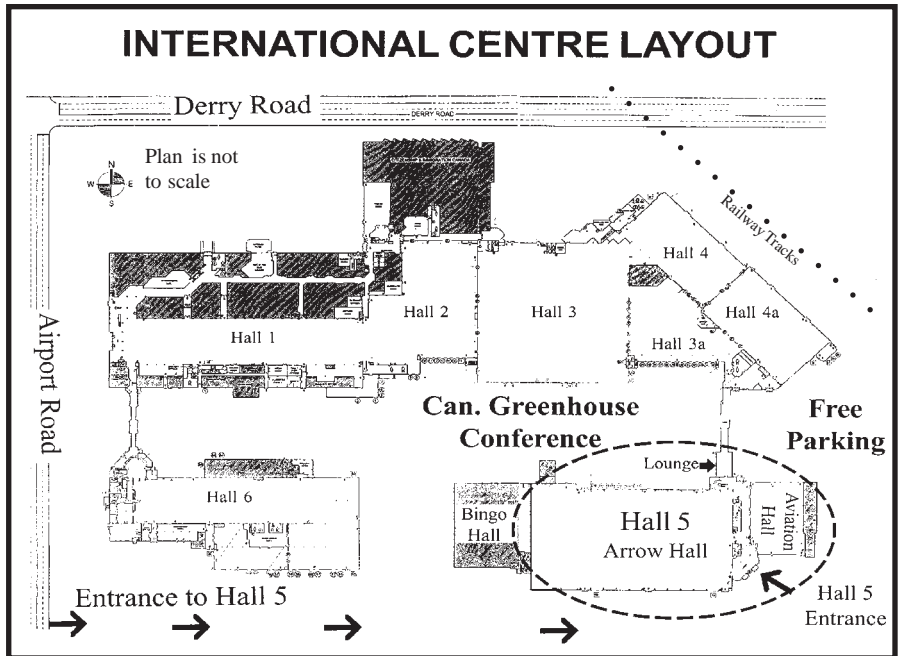 INTERNATIONAL CENTRE LAYOUT
Derry Road
DERRY ROAD
Plan is not
to scale
N
W E
S
Railway Tracks
Airport Road
Hall 4
Hall 2
Hall 3
Hall 4a
Hall 1
Hall 3a
Can. Greenhouse
Conference
Free
Parking
Lounge
Hall 6
Bingo
Hall
Hall 5
Arrow Hall
Aviation
Hall
Entrance to Hall 5
Hall 5
Entrance